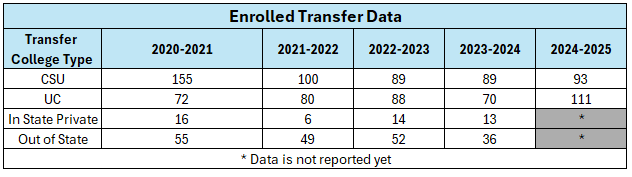 Enrolled Transfer Data
Transfer College Type 2020-2021 2021-2022 2022-2023 2023-2024 2024-2025
CSU 155 100 89 89 93
UC 72 80 88 70 111
In State Private 16 6 14 13 *
Out of State 55 49 52 36 *
* Data is not reported yet